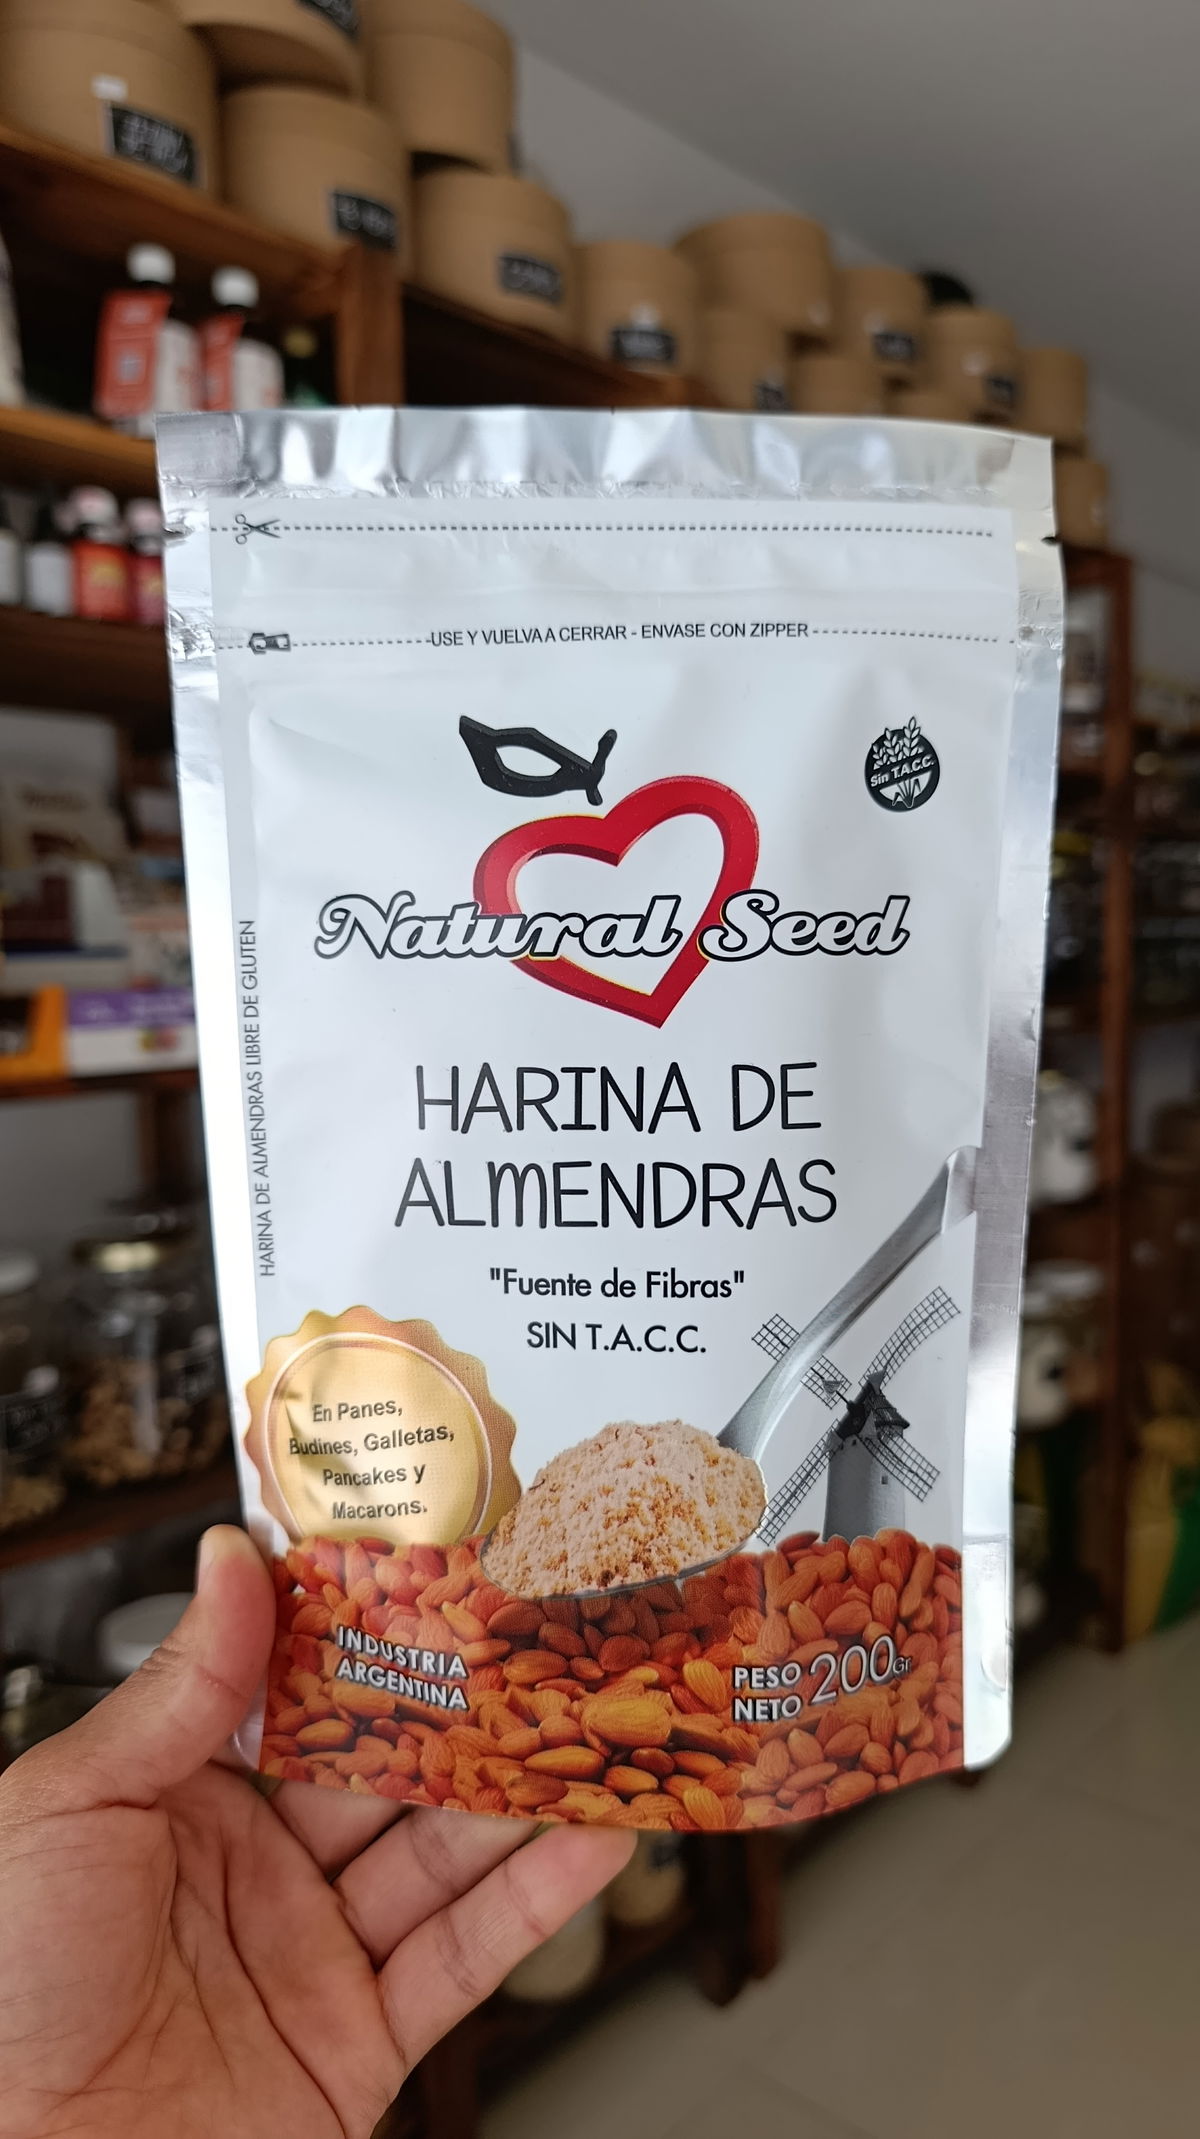 USE Y VUELVA A CERRAR - ENVASE CON ZIPPER
Sin T.A.C.C.
Natural Seed
HARINA DE ALMENDRAS LIBRE DE GLUTEN
HARINA DE
ALMENDRAS
"Fuente de Fibras"
SIN T.A.C.C.
En Panes,
Budines, Galletas,
Pancakes y
Macarons.
INDUSTRIA
ARGENTINA
PESO
NETO
200Gr